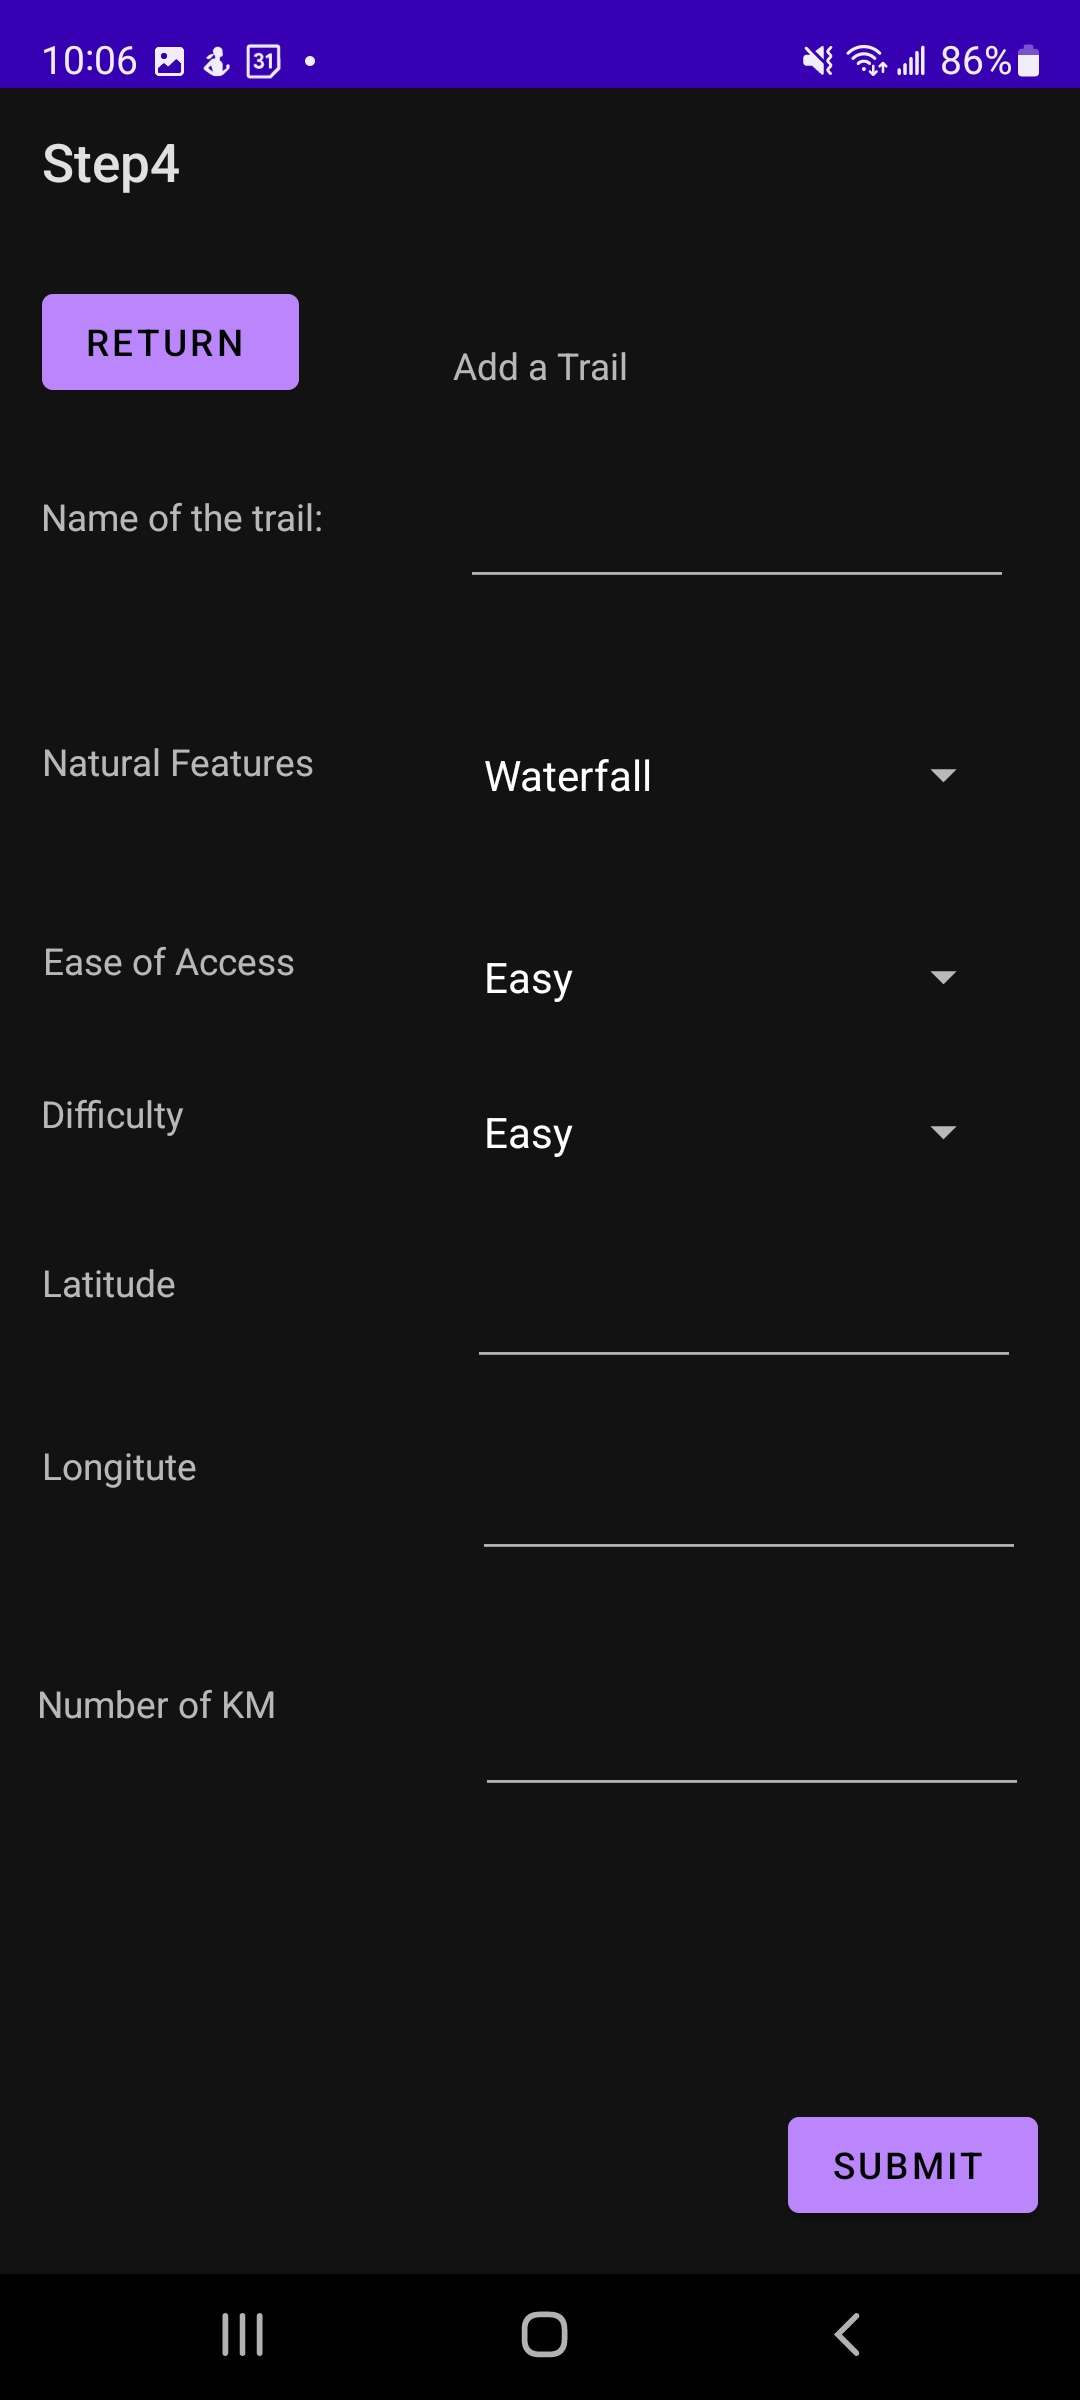 10:06 31 86%
Step4
RETURN
Add a Trail
Name of the trail:
Natural Features Waterfall
Ease of Access Easy
Difficulty Easy
Latitude
Longitute
Number of KM
SUBMIT